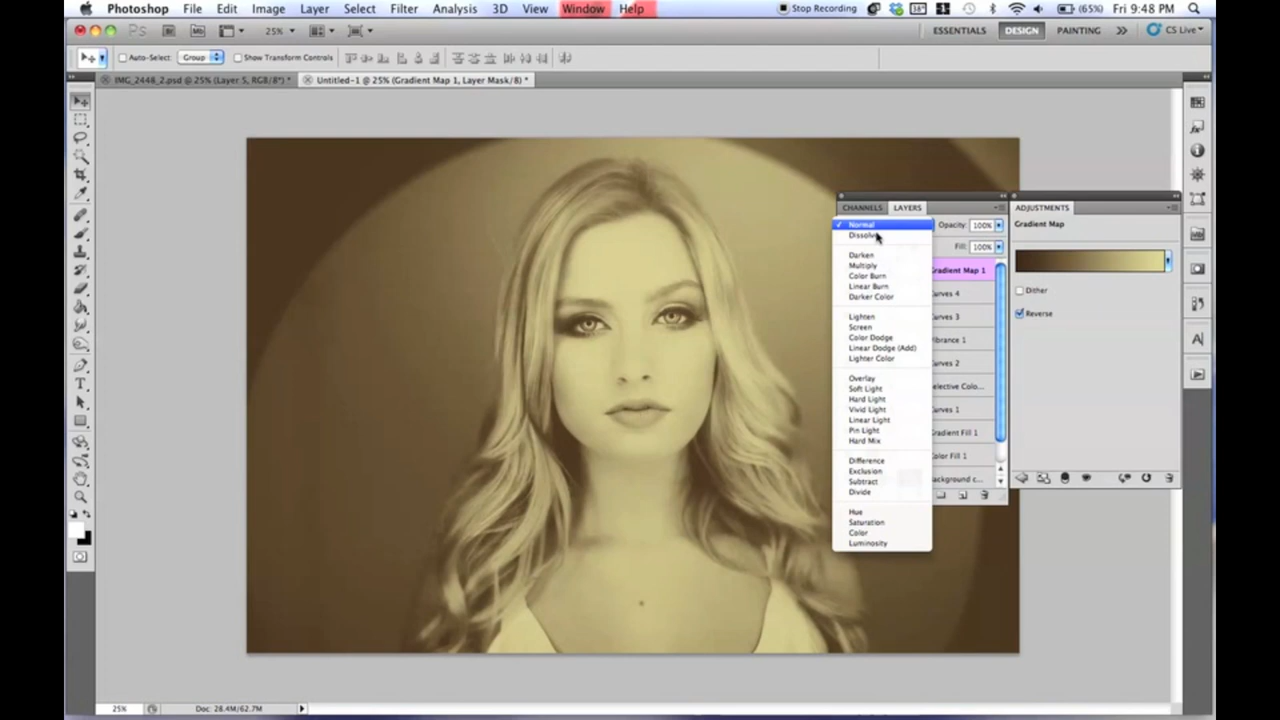 Photoshop File Edit Image Layer Select Filter Analysis 3D View Window Help Stop Recording 38° (65%) Fri 9:48 PM
Ps Br Mb 25% ESSENTIALS DESIGN PAINTING CS Live
Auto-Select: Group Show Transform Controls
IMG_2448_2.psd @ 25% (Layer 5, RGB/8*) * Untitled-1 @ 25% (Gradient Map 1, Layer Mask/8) *
CHANNELS LAYERS
Normal Opacity: 100%
Dissolve
Fill: 100%
Darken
Multiply
Color Burn
Linear Burn
Darker Color
Lighten
Screen
Color Dodge
Linear Dodge (Add)
Lighter Color
Overlay
Soft Light
Hard Light
Vivid Light
Linear Light
Pin Light
Hard Mix
Difference
Exclusion
Subtract
Divide
Hue
Saturation
Color
Luminosity
Gradient Map 1
Curves 4
Curves 3
Vibrance 1
Curves 2
Selective Colo...
Curves 1
Gradient Fill 1
Color Fill 1
Background c...
ADJUSTMENTS
Gradient Map
Dither
Reverse
25% Doc: 28.4M/62.7M